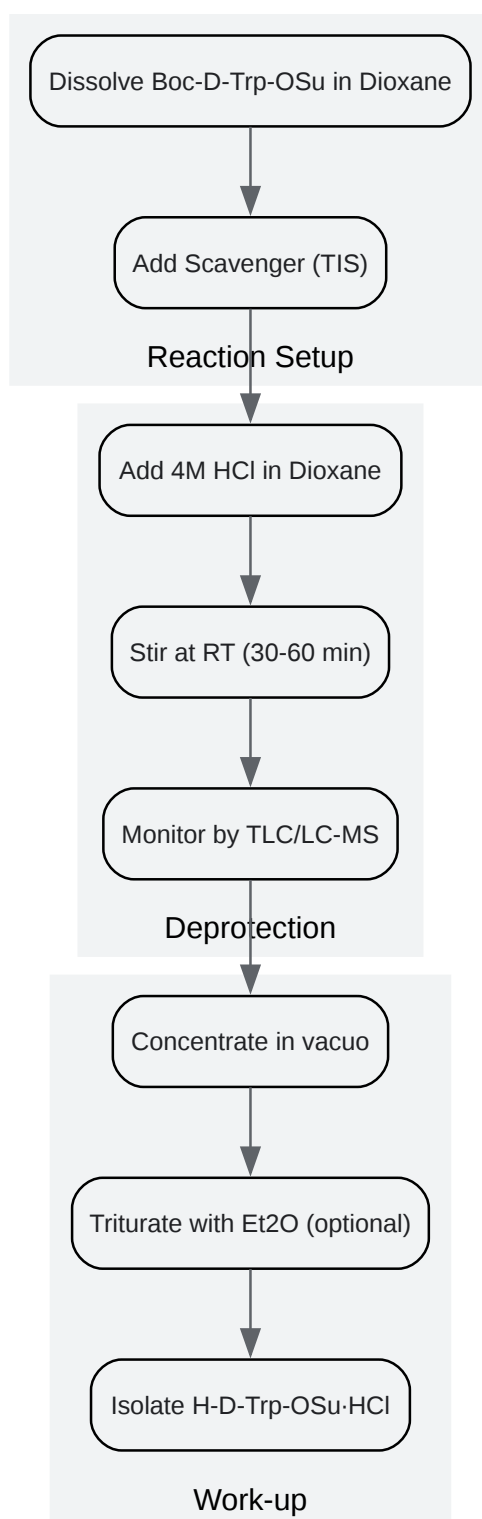 Dissolve Boc-D-Trp-OSu in Dioxane
Add Scavenger (TIS)
Reaction Setup
Add 4M HCl in Dioxane
Stir at RT (30-60 min)
Monitor by TLC/LC-MS
Deprotection
Concentrate in vacuo
Triturate with Et2O (optional)
Isolate H-D-Trp-OSu·HCl
Work-up